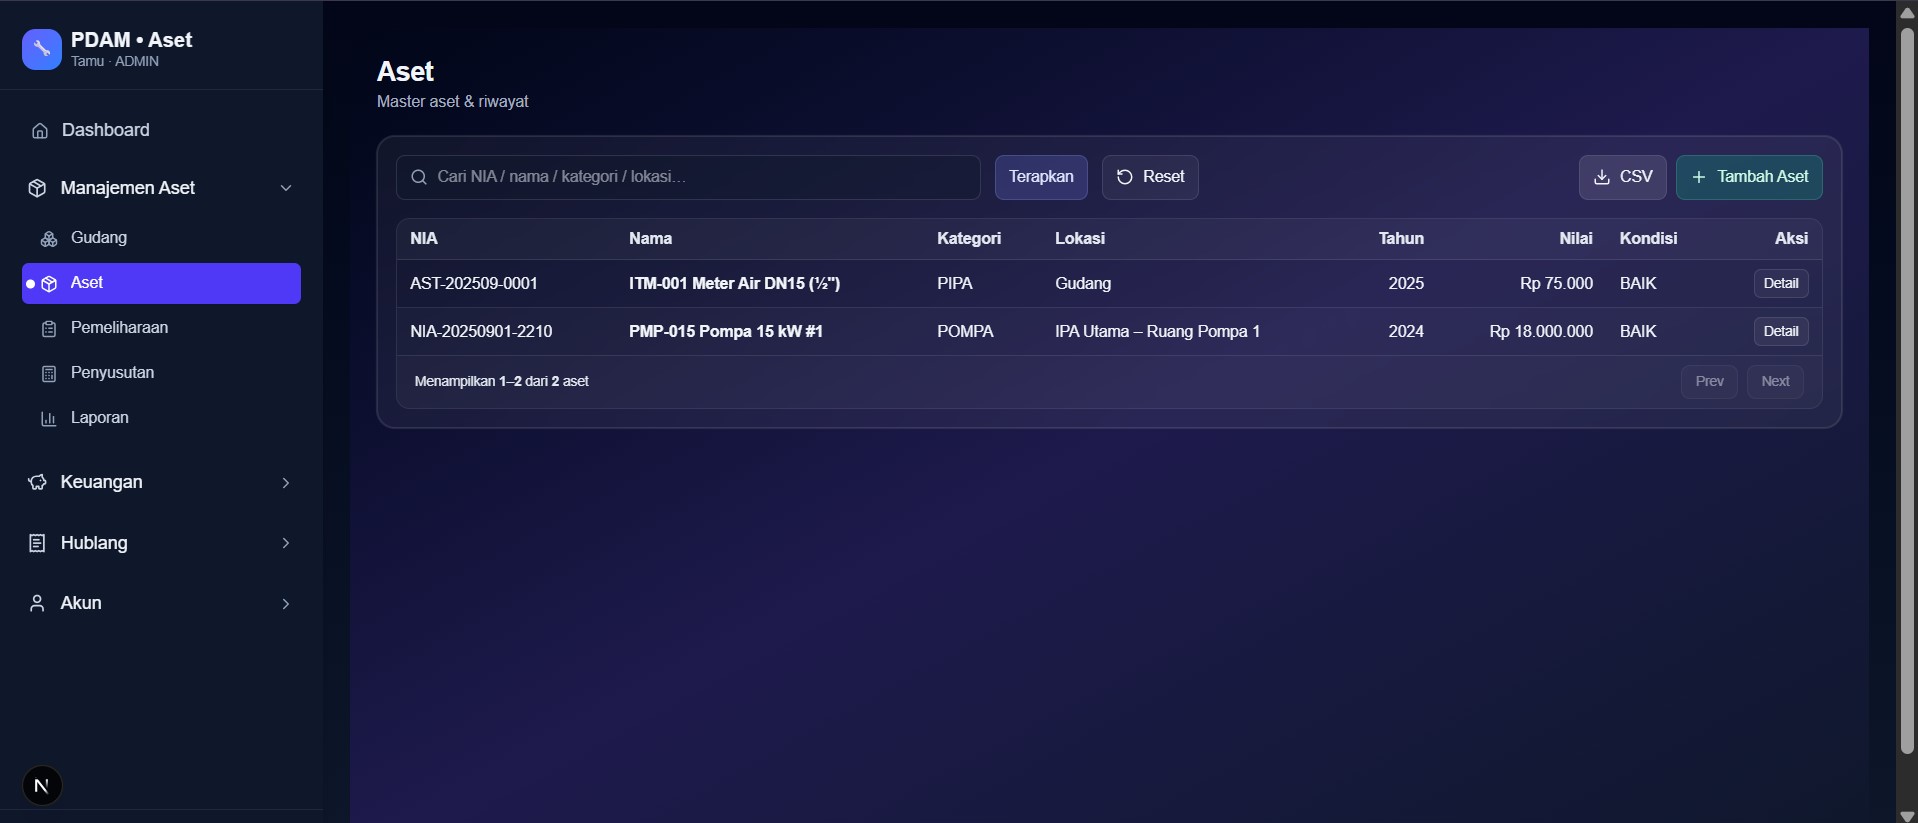 PDAM • Aset
Tamu · ADMIN
Dashboard
Manajemen Aset
Gudang
Aset
Pemeliharaan
Penyusutan
Laporan
Keuangan
Hublang
Akun
N
Aset
Master aset & riwayat
Cari NIA / nama / kategori / lokasi…
Terapkan
Reset
CSV
Tambah Aset
NIA Nama Kategori Lokasi Tahun Nilai Kondisi Aksi
AST-202509-0001 ITM-001 Meter Air DN15 (½") PIPA Gudang 2025 Rp 75.000 BAIK Detail
NIA-20250901-2210 PMP-015 Pompa 15 kW #1 POMPA IPA Utama – Ruang Pompa 1 2024 Rp 18.000.000 BAIK Detail
Menampilkan 1–2 dari 2 aset
Prev Next